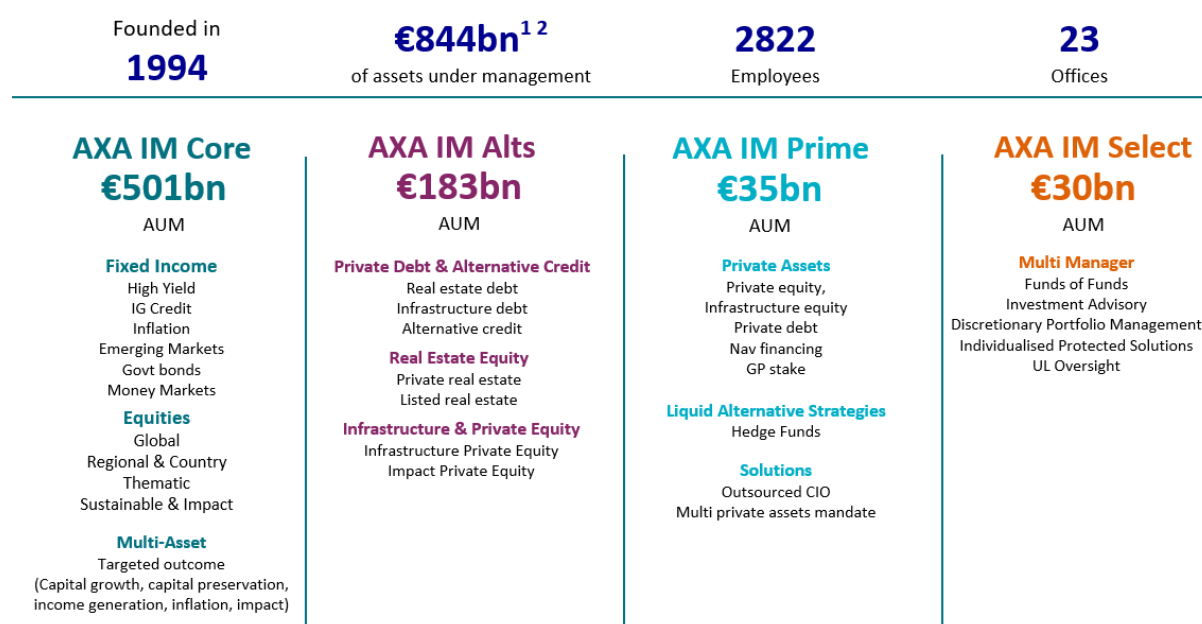 Founded in
1994
€844bn¹ ²
of assets under management
2822
Employees
23
Offices
AXA IM Core
€501bn
AUM
Fixed Income
High Yield
IG Credit
Inflation
Emerging Markets
Govt bonds
Money Markets
Equities
Global
Regional & Country
Thematic
Sustainable & Impact
Multi-Asset
Targeted outcome
(Capital growth, capital preservation,
income generation, inflation, impact)
AXA IM Alts
€183bn
AUM
Private Debt & Alternative Credit
Real estate debt
Infrastructure debt
Alternative credit
Real Estate Equity
Private real estate
Listed real estate
Infrastructure & Private Equity
Infrastructure Private Equity
Impact Private Equity
AXA IM Prime
€35bn
AUM
Private Assets
Private equity,
Infrastructure equity
Private debt
Nav financing
GP stake
Liquid Alternative Strategies
Hedge Funds
Solutions
Outsourced CIO
Multi private assets mandate
AXA IM Select
€30bn
AUM
Multi Manager
Funds of Funds
Investment Advisory
Discretionary Portfolio Management
Individualised Protected Solutions
UL Oversight